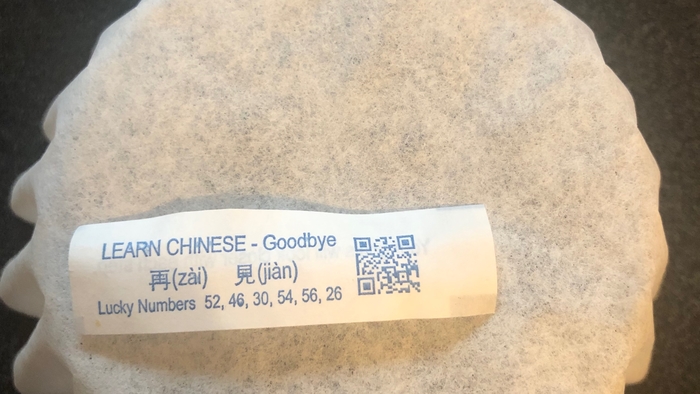 LEARN CHINESE - Goodbye
再(zài) 見(jiàn)
Lucky Numbers 52, 46, 30, 54, 56, 26